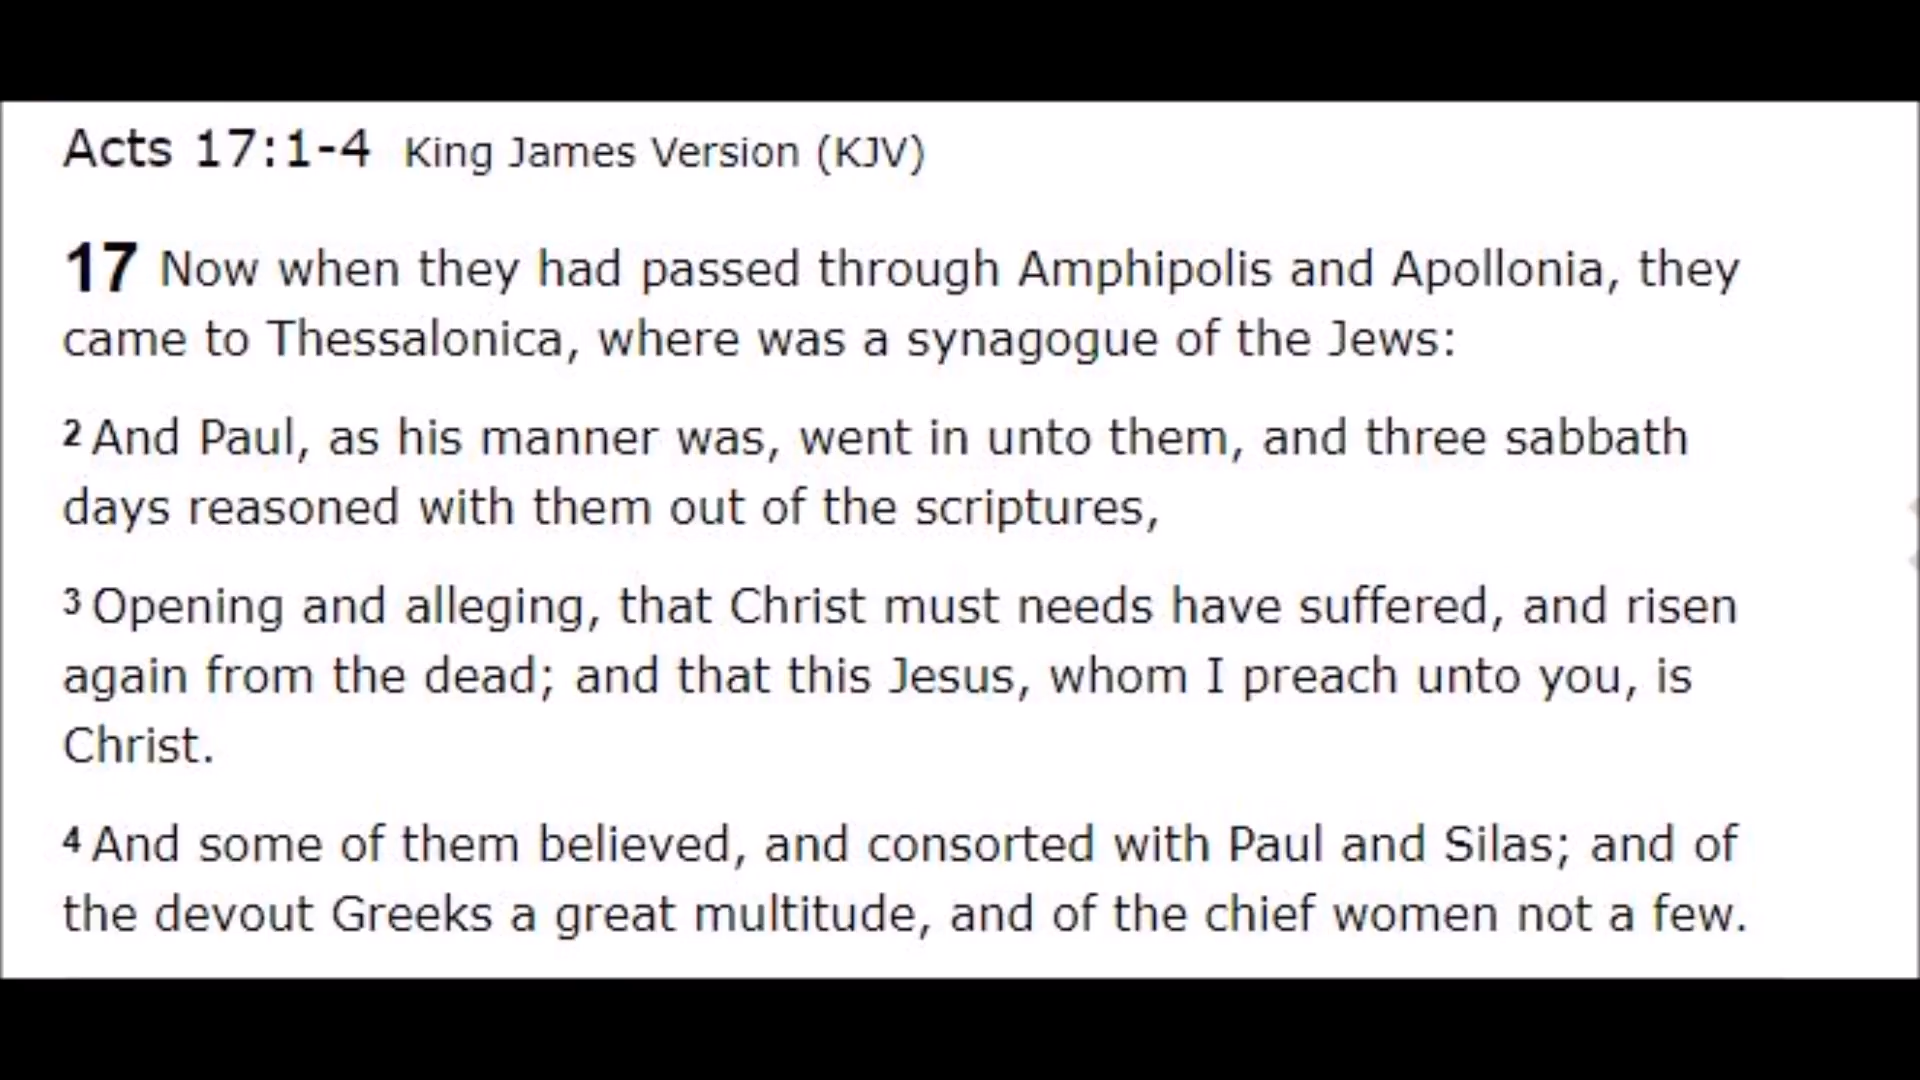 Acts 17:1-4 King James Version (KJV)
17 Now when they had passed through Amphipolis and Apollonia, they
came to Thessalonica, where was a synagogue of the Jews:
2 And Paul, as his manner was, went in unto them, and three sabbath
days reasoned with them out of the scriptures,
3 Opening and alleging, that Christ must needs have suffered, and risen
again from the dead; and that this Jesus, whom I preach unto you, is
Christ.
4 And some of them believed, and consorted with Paul and Silas; and of
the devout Greeks a great multitude, and of the chief women not a few.